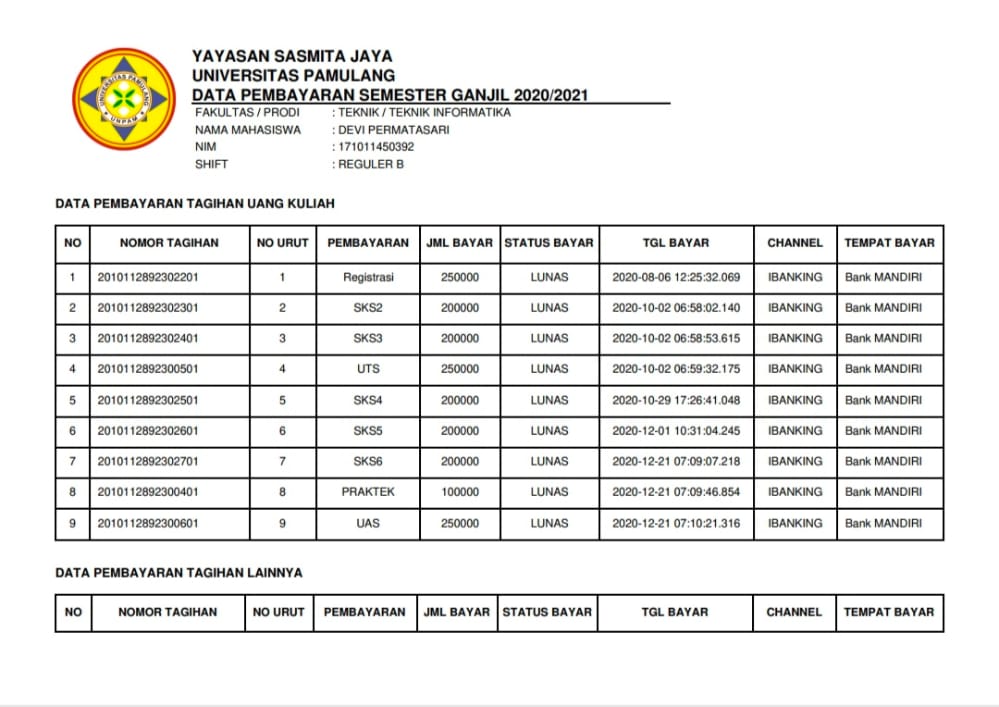 YAYASAN SASMITA JAYA
UNIVERSITAS PAMULANG
DATA PEMBAYARAN SEMESTER GANJIL 2020/2021
FAKULTAS / PRODI : TEKNIK / TEKNIK INFORMATIKA
NAMA MAHASISWA : DEVI PERMATASARI
NIM : 171011450392
SHIFT : REGULER B
UNIVERSITAS PAMULANG
UNPAM
DATA PEMBAYARAN TAGIHAN UANG KULIAH
NO NOMOR TAGIHAN NO URUT PEMBAYARAN JML BAYAR STATUS BAYAR TGL BAYAR CHANNEL TEMPAT BAYAR
1 2010112892302201 1 Registrasi 250000 LUNAS 2020-08-06 12:25:32.069 IBANKING Bank MANDIRI
2 2010112892302301 2 SKS2 200000 LUNAS 2020-10-02 06:58:02.140 IBANKING Bank MANDIRI
3 2010112892302401 3 SKS3 200000 LUNAS 2020-10-02 06:58:53.615 IBANKING Bank MANDIRI
4 2010112892300501 4 UTS 250000 LUNAS 2020-10-02 06:59:32.175 IBANKING Bank MANDIRI
5 2010112892302501 5 SKS4 200000 LUNAS 2020-10-29 17:26:41.048 IBANKING Bank MANDIRI
6 2010112892302601 6 SKS5 200000 LUNAS 2020-12-01 10:31:04.245 IBANKING Bank MANDIRI
7 2010112892302701 7 SKS6 200000 LUNAS 2020-12-21 07:09:07.218 IBANKING Bank MANDIRI
8 2010112892300401 8 PRAKTEK 100000 LUNAS 2020-12-21 07:09:46.854 IBANKING Bank MANDIRI
9 2010112892300601 9 UAS 250000 LUNAS 2020-12-21 07:10:21.316 IBANKING Bank MANDIRI
DATA PEMBAYARAN TAGIHAN LAINNYA
NO NOMOR TAGIHAN NO URUT PEMBAYARAN JML BAYAR STATUS BAYAR TGL BAYAR CHANNEL TEMPAT BAYAR